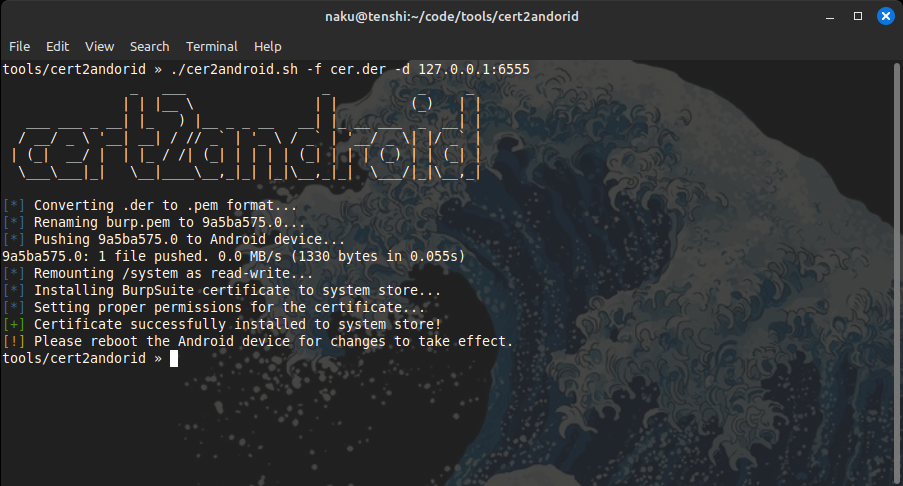 naku@tenshi:~/code/tools/cert2andorid
File Edit View Search Terminal Help
tools/cert2andorid » ./cer2android.sh -f cer.der -d 127.0.0.1:6555
cert2android
[*] Converting .der to .pem format...
[*] Renaming burp.pem to 9a5ba575.0...
[*] Pushing 9a5ba575.0 to Android device...
9a5ba575.0: 1 file pushed. 0.0 MB/s (1330 bytes in 0.055s)
[*] Remounting /system as read-write...
[*] Installing BurpSuite certificate to system store...
[*] Setting proper permissions for the certificate...
[+] Certificate successfully installed to system store!
[!] Please reboot the Android device for changes to take effect.
tools/cert2andorid »